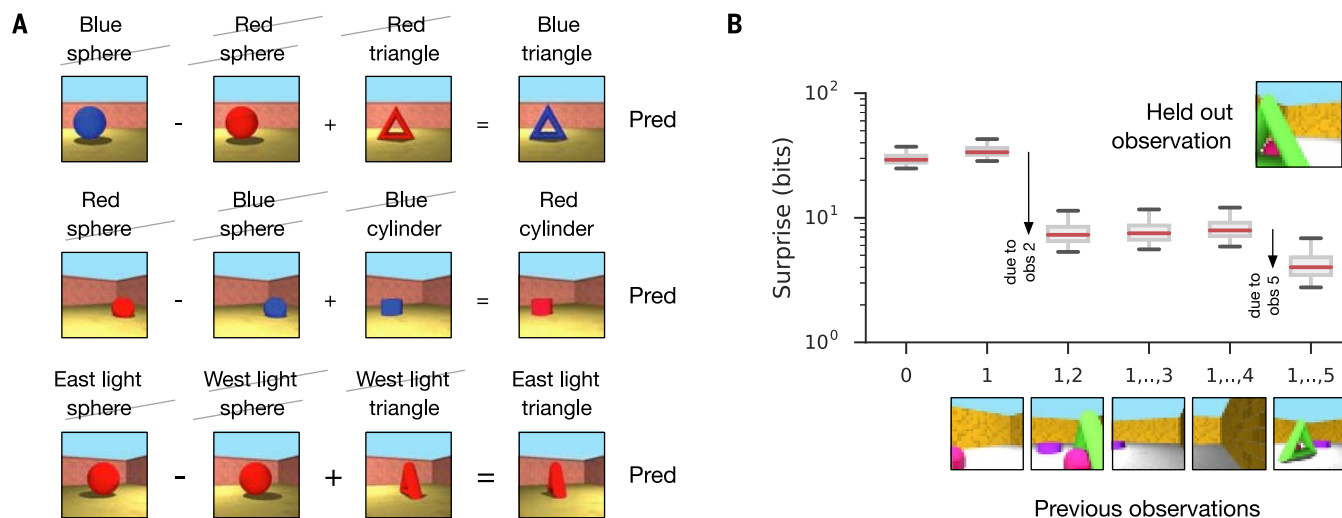 A
Blue sphere
Red sphere
Red triangle
Blue triangle
- + = Pred
Red sphere
Blue sphere
Blue cylinder
Red cylinder
- + = Pred
East light sphere
West light sphere
West light triangle
East light triangle
- + = Pred
B
Surprise (bits)
10²
10¹
10⁰
Held out
observation
due to
obs 2
due to
obs 5
0 1 1,2 1,..,3 1,..,4 1,..,5
Previous observations